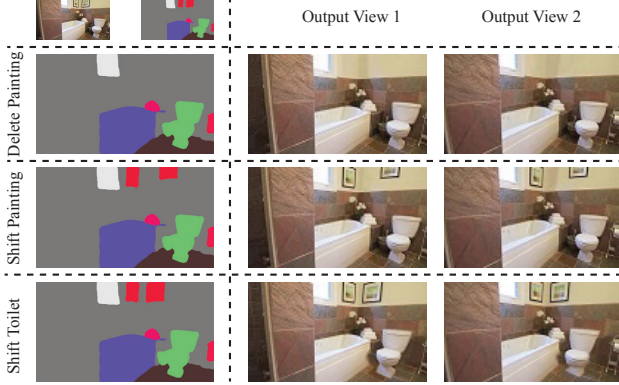 Output View 1
Output View 2
Delete Painting
Shift Painting
Shift Toilet